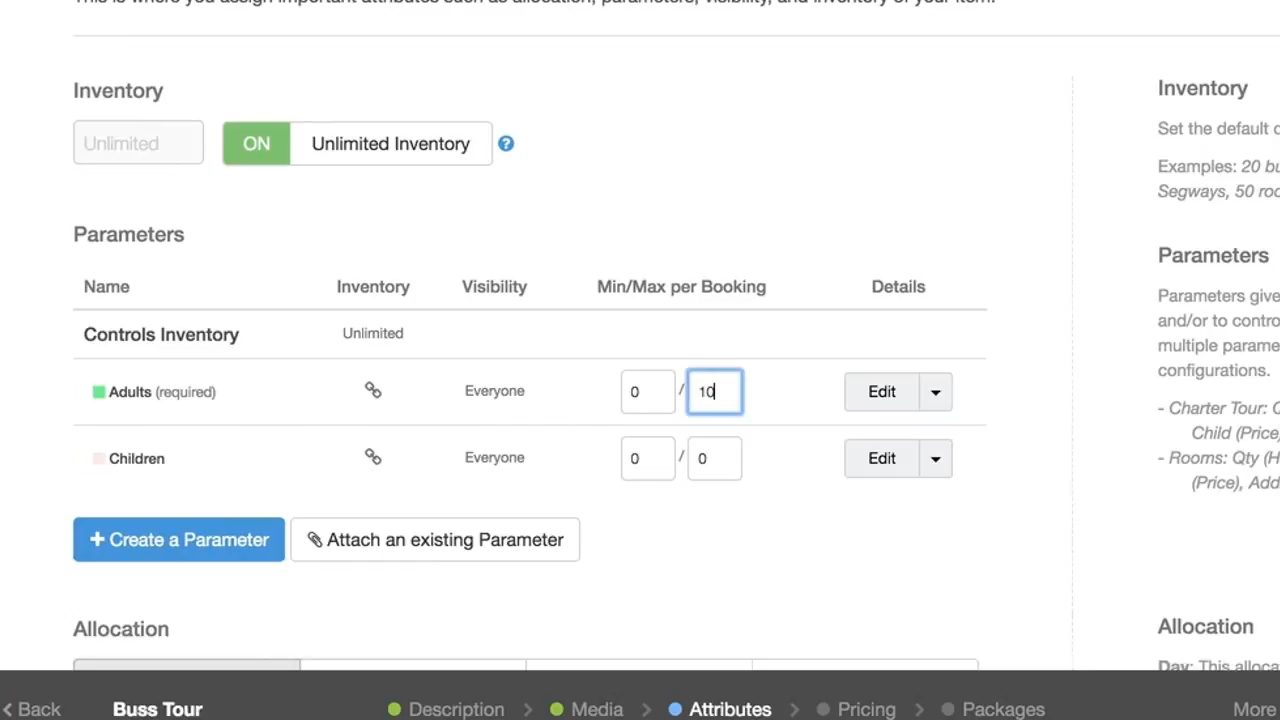 This is where you assign important attributes such as allocation, parameters, visibility, and inventory of your item.
Inventory
Unlimited
ON
Unlimited Inventory
?
Parameters
Name Inventory Visibility Min/Max per Booking Details
Controls Inventory Unlimited
Adults (required) Everyone 0 / 10 Edit
Children Everyone 0 / 0 Edit
+ Create a Parameter
Attach an existing Parameter
Allocation
Inventory
Set the default
Examples: 20
Segways, 50
Parameters
Parameters give
and/or to contro
multiple parame
configurations.
- Charter Tour:
Child (Price)
- Rooms: Qty
(Price), Add
Allocation
Day: This alloca
< Back
Buss Tour
Description > Media > Attributes > Pricing > Packages
More